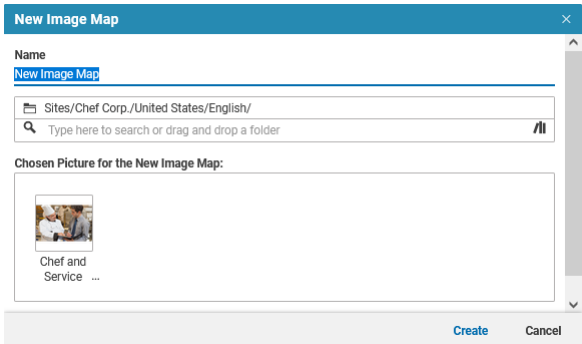 New Image Map
Name
New Image Map
Sites/Chef Corp./United States/English/
Type here to search or drag and drop a folder
Chosen Picture for the New Image Map:
Chef and
Service ...
Create Cancel